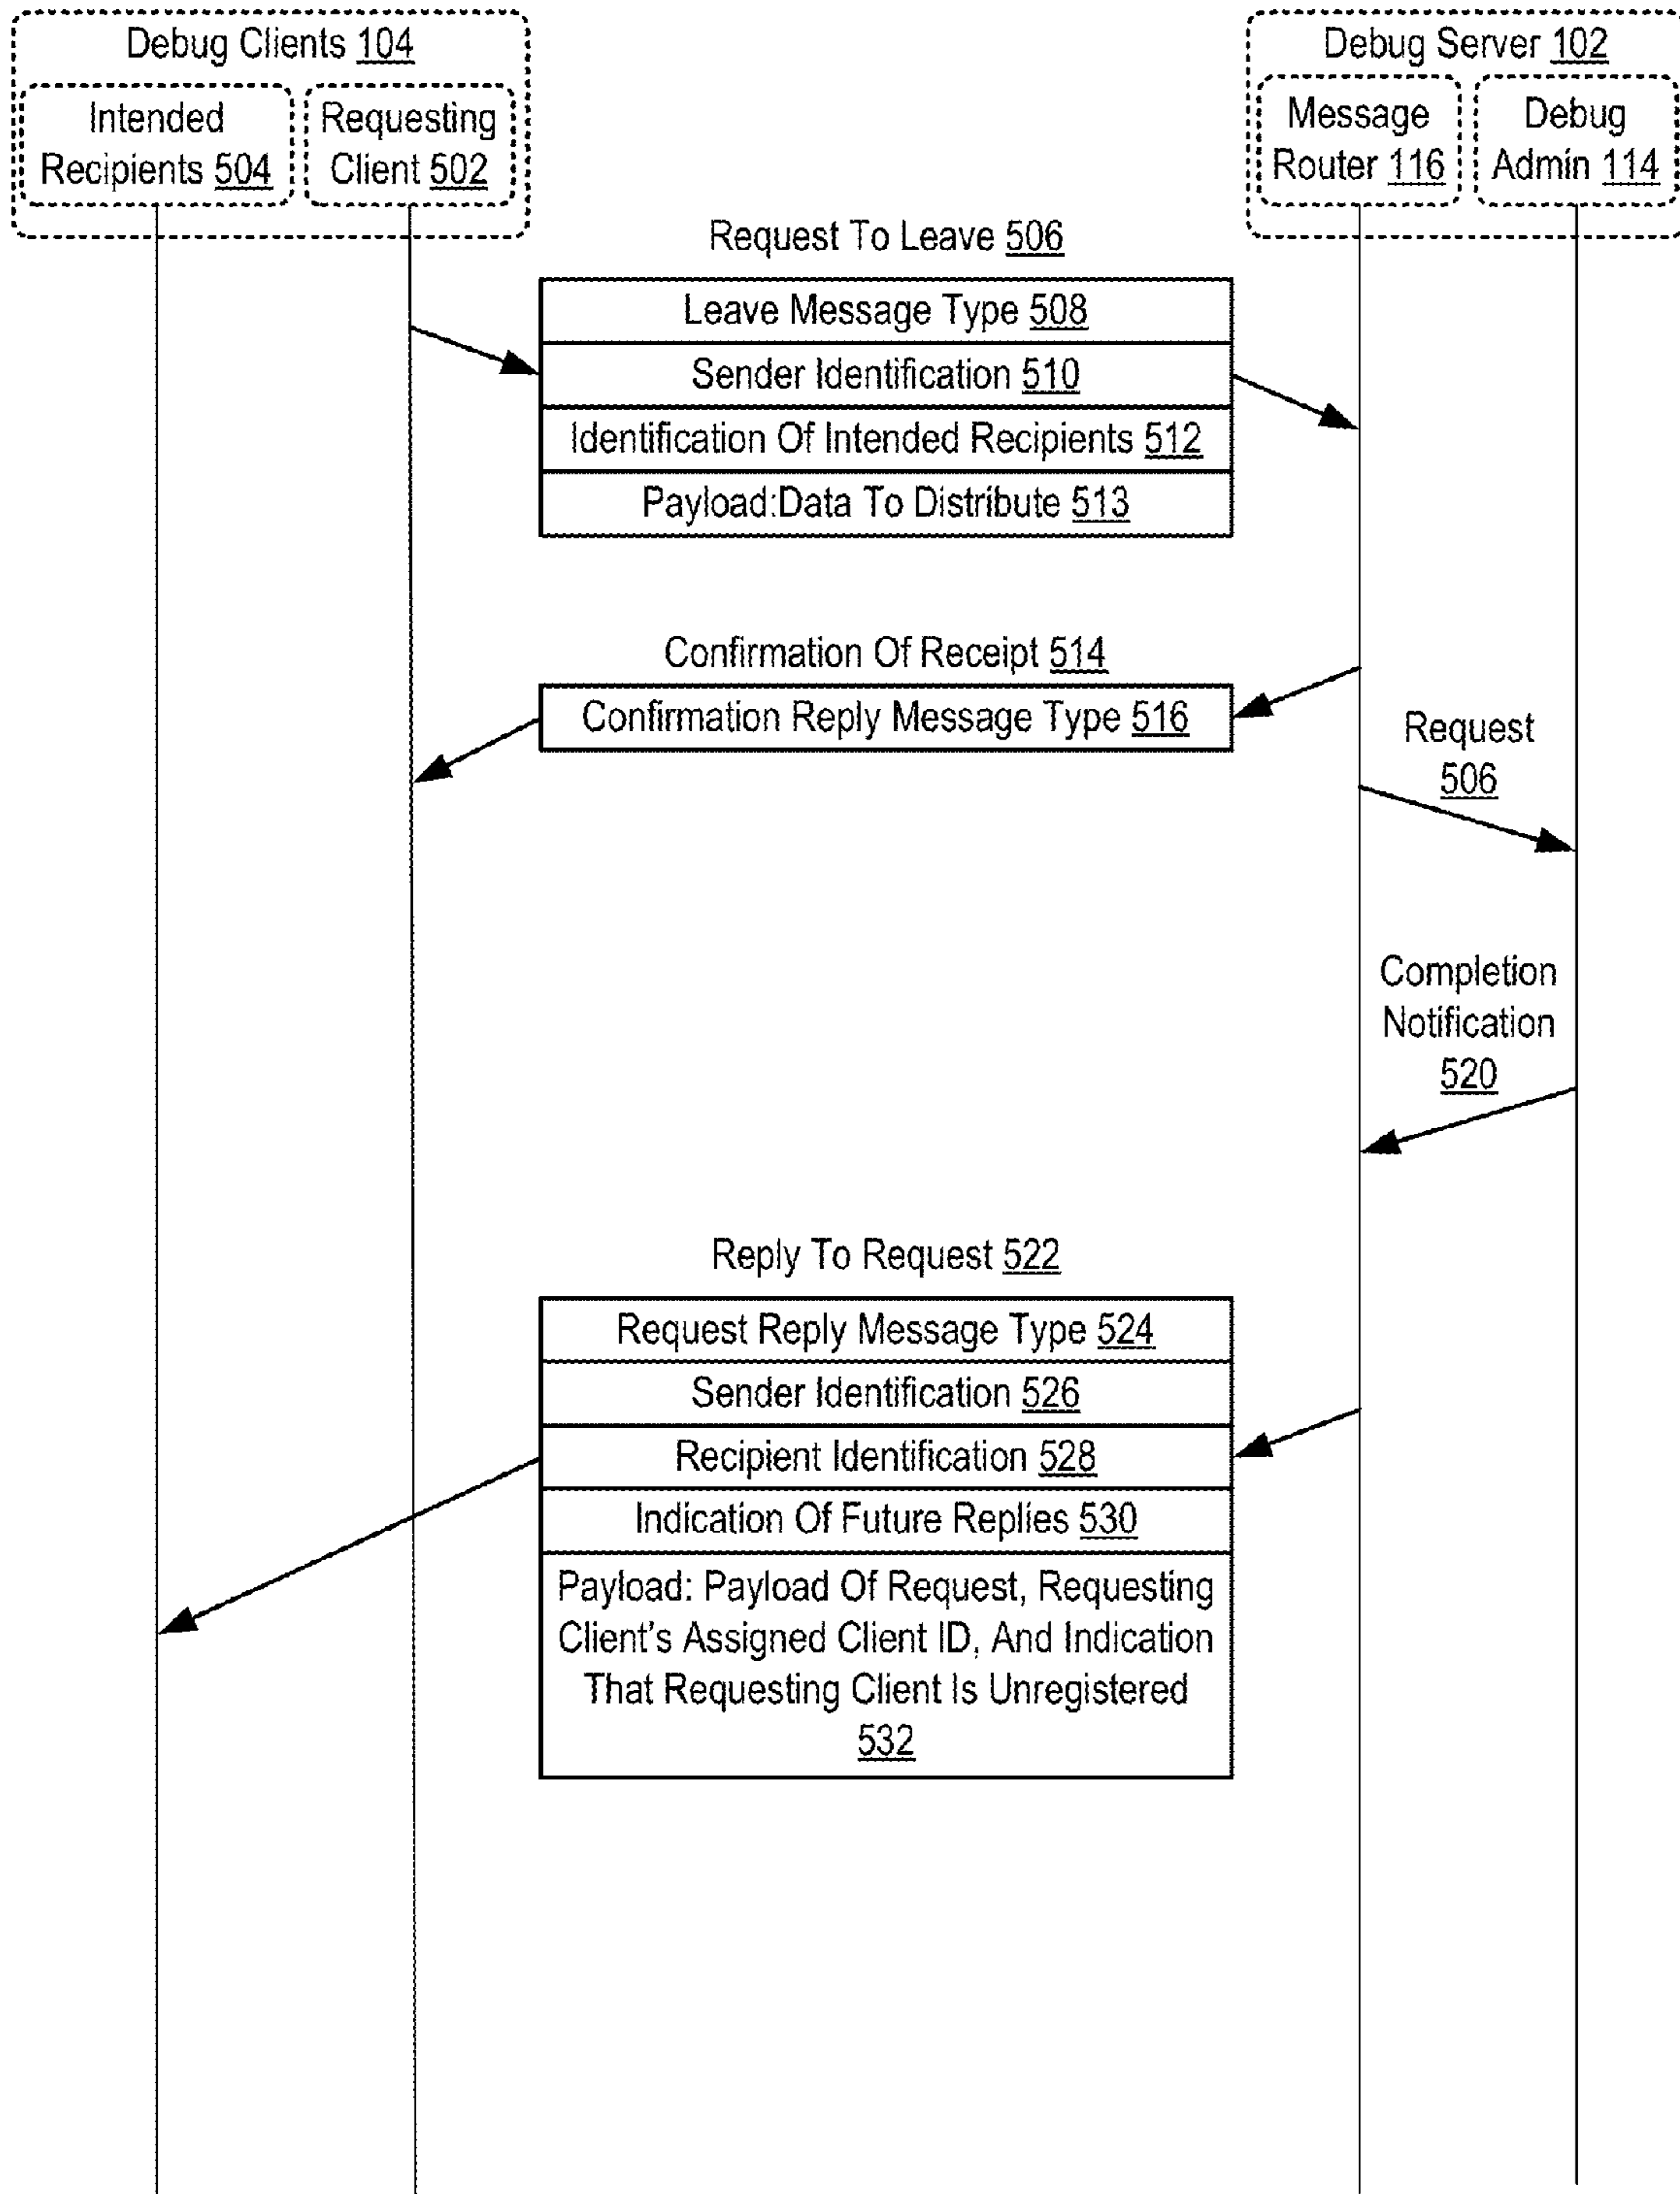 Debug Clients 104
Intended
Recipients 504
Requesting
Client 502
Debug Server 102
Message
Router 116
Debug
Admin 114
Request To Leave 506
Leave Message Type 508
Sender Identification 510
Identification Of Intended Recipients 512
Payload:Data To Distribute 513
Confirmation Of Receipt 514
Confirmation Reply Message Type 516
Request
506
Completion
Notification
520
Reply To Request 522
Request Reply Message Type 524
Sender Identification 526
Recipient Identification 528
Indication Of Future Replies 530
Payload: Payload Of Request, Requesting
Client's Assigned Client ID, And Indication
That Requesting Client Is Unregistered
532